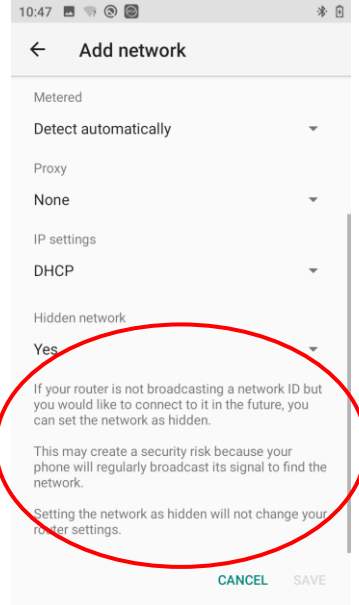 10:47
Add network
Metered
Detect automatically
Proxy
None
IP settings
DHCP
Hidden network
Yes
If your router is not broadcasting a network ID but
you would like to connect to it in the future, you
can set the network as hidden.
This may create a security risk because your
phone will regularly broadcast its signal to find the
network.
Setting the network as hidden will not change your
router settings.
CANCEL SAVE